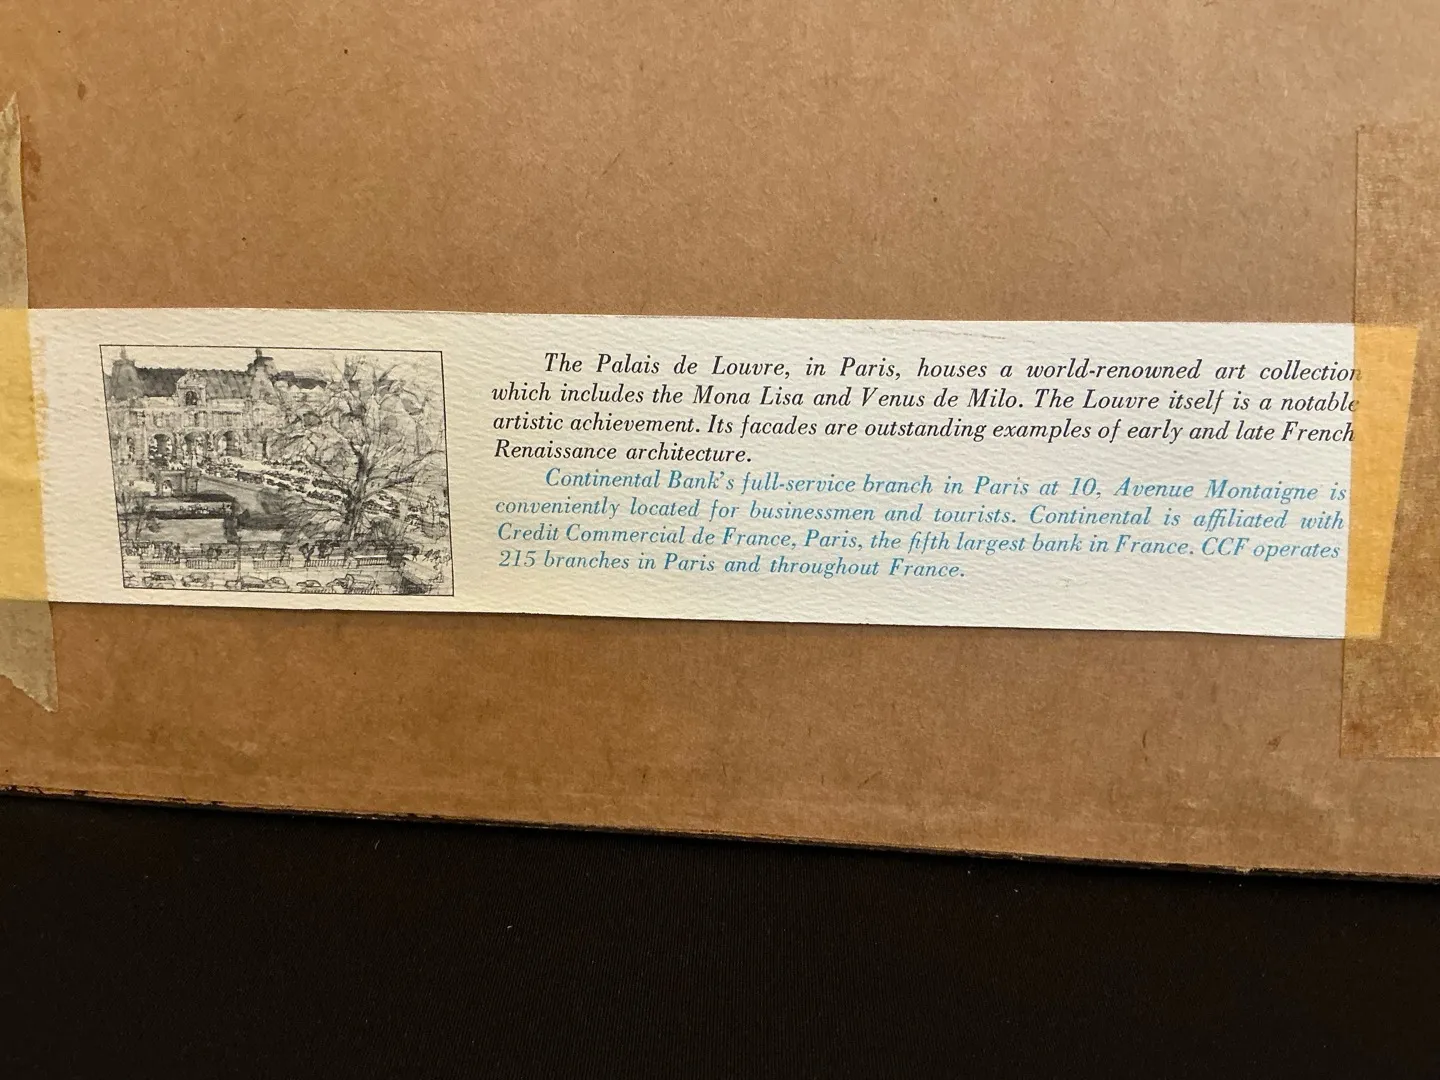 The Palais de Louvre, in Paris, houses a world-renowned art collection
which includes the Mona Lisa and Venus de Milo. The Louvre itself is a notable
artistic achievement. Its facades are outstanding examples of early and late French
Renaissance architecture.
Continental Bank's full-service branch in Paris at 10, Avenue Montaigne is
conveniently located for businessmen and tourists. Continental is affiliated with
Credit Commercial de France, Paris, the fifth largest bank in France. CCF operates
215 branches in Paris and throughout France.